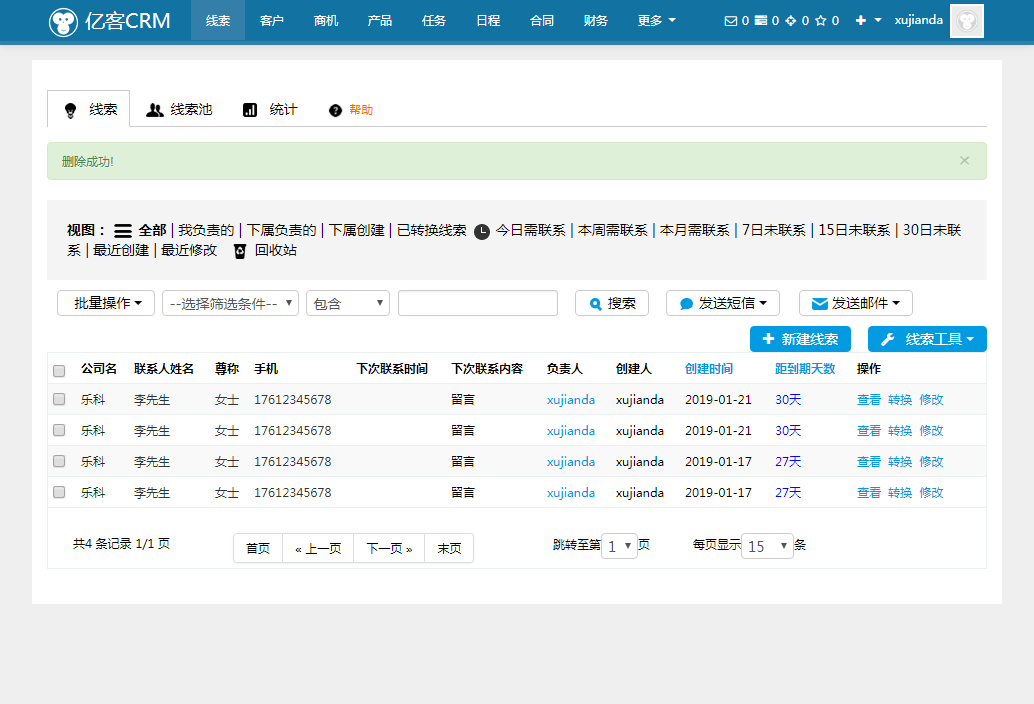 亿客CRM 线索 客户 商机 产品 任务 日程 合同 财务 更多 0 0 0 0 xujianda
线索 线索池 统计 帮助
删除成功! ×
视图： 全部 | 我负责的 | 下属负责的 | 下属创建 | 已转换线索 今日需联系 | 本周需联系 | 本月需联系 | 7日未联系 | 15日未联系 | 30日未联
系 | 最近创建 | 最近修改 回收站
批量操作 --选择筛选条件-- 包含 搜索 发送短信 发送邮件
新建线索 线索工具
公司名 联系人姓名 尊称 手机 下次联系时间 下次联系内容 负责人 创建人 创建时间 距到期天数 操作
乐科 李先生 女士 17612345678 留言 xujianda xujianda 2019-01-21 30天 查看 转换 修改
乐科 李先生 女士 17612345678 留言 xujianda xujianda 2019-01-21 30天 查看 转换 修改
乐科 李先生 女士 17612345678 留言 xujianda xujianda 2019-01-17 27天 查看 转换 修改
乐科 李先生 女士 17612345678 留言 xujianda xujianda 2019-01-17 27天 查看 转换 修改
共4 条记录 1/1 页 首页 « 上一页 下一页 » 末页 跳转至第 1 页 每页显示 15 条